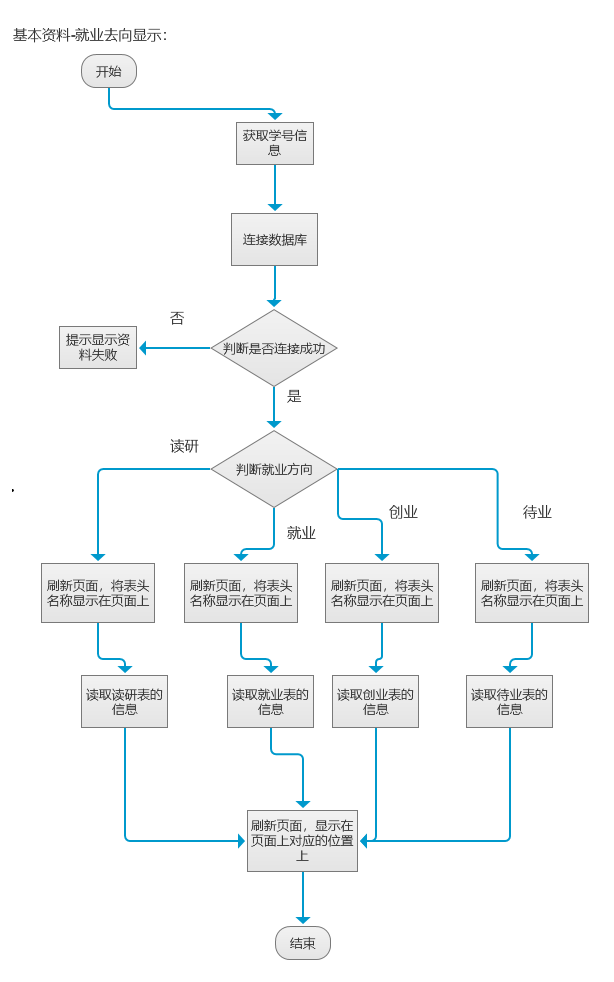 基本资料-就业去向显示：
开始
获取学号信
息
连接数据库
否
提示显示资
料失败
判断是否连接成功
是
读研
判断就业方向
就业
创业
待业
刷新页面，将表头
名称显示在页面上
刷新页面，将表头
名称显示在页面上
刷新页面，将表头
名称显示在页面上
刷新页面，将表头
名称显示在页面上
读取读研表的
信息
读取就业表的
信息
读取创业表的
信息
读取待业表的
信息
刷新页面，显示在
页面上对应的位置
上
结束